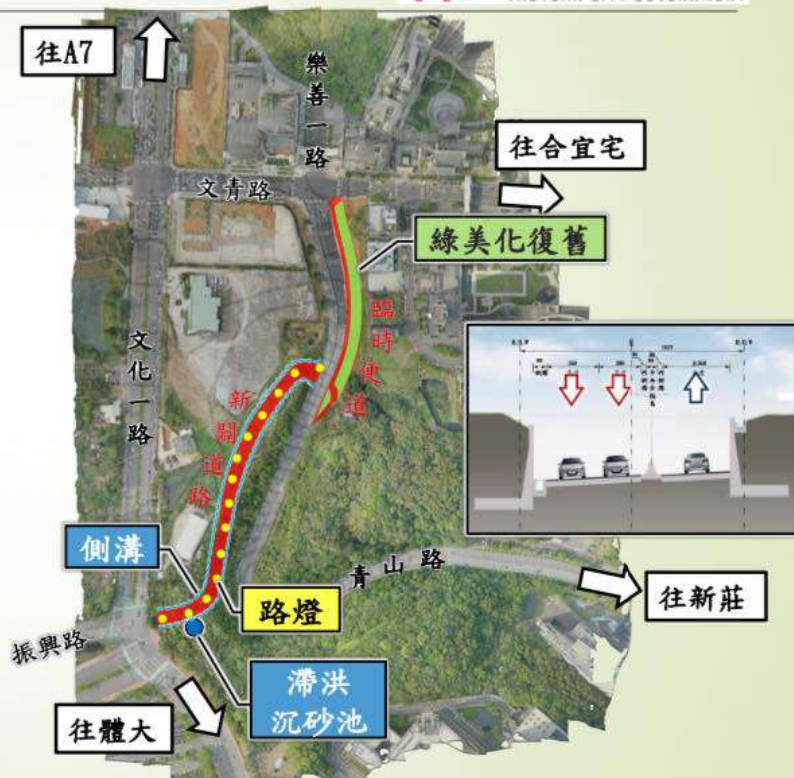 往A7
樂善一路
往合宜宅
文青路
綠美化復舊
臨時便道
文化一路
新闢道路
側溝
路燈
青山路
往新莊
振興路
滯洪
沉砂池
往體大